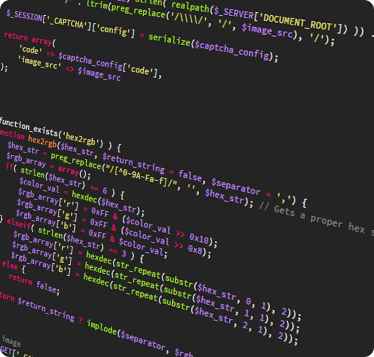 strlen( realpath($_SERVER['DOCUMENT_ROOT']) )) .
'/' . ltrim(preg_replace('/\\\\/', '/', $image_src), '/');
$_SESSION['_CAPTCHA']['config'] = serialize($captcha_config);
return array(
'code' => $captcha_config['code'],
'image_src' => $image_src
);
function_exists('hex2rgb') ) {
function hex2rgb($hex_str, $return_string = false, $separator = ',') {
$hex_str = preg_replace("/[^0-9A-Fa-f]/", '', $hex_str); // Gets a proper hex s
$rgb_array = array();
if( strlen($hex_str) == 6 ) {
$color_val = hexdec($hex_str);
$rgb_array['r'] = 0xFF & ($color_val >> 0x10);
$rgb_array['g'] = 0xFF & ($color_val >> 0x8);
$rgb_array['b'] = 0xFF & $color_val;
} elseif( strlen($hex_str) == 3 ) {
$rgb_array['r'] = hexdec(str_repeat(substr($hex_str, 0, 1), 2));
$rgb_array['g'] = hexdec(str_repeat(substr($hex_str, 1, 1), 2));
$rgb_array['b'] = hexdec(str_repeat(substr($hex_str, 2, 1), 2));
else {
return false;
return $return_string ? implode($separator, $rgb
image
GET['